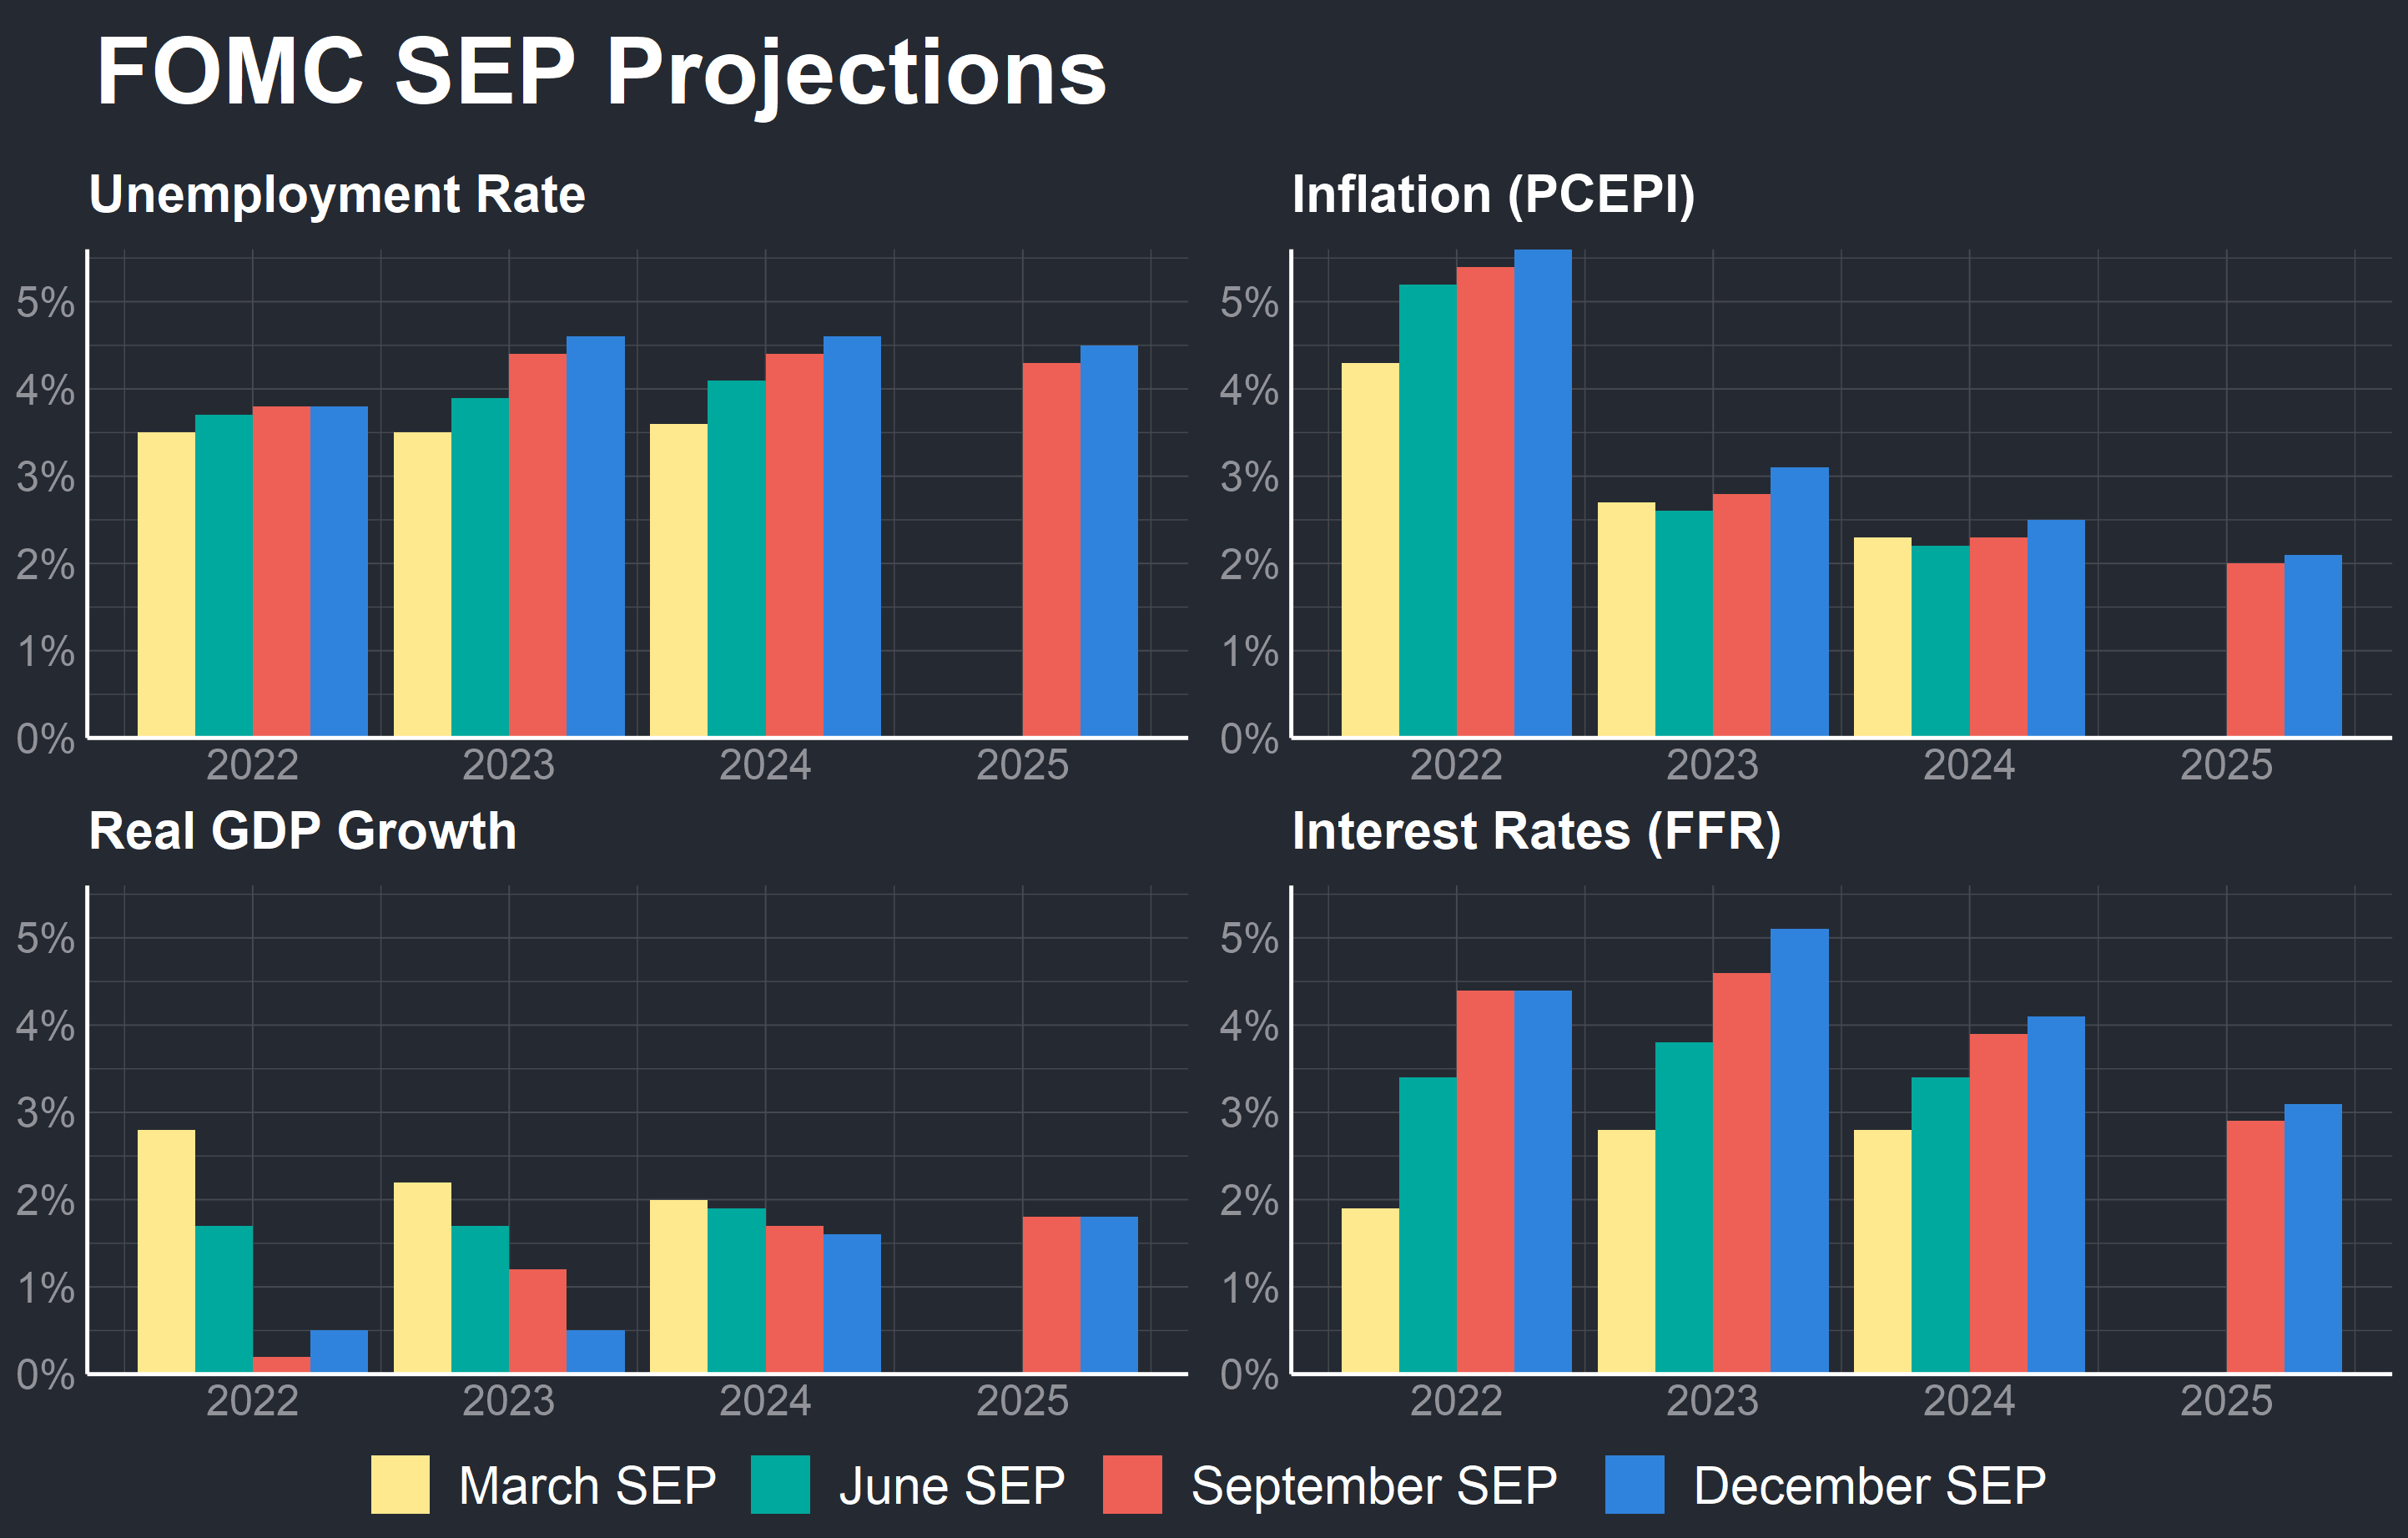 FOMC SEP Projections
Unemployment Rate
5%
4%
3%
2%
1%
0%
2022 2023 2024 2025
Inflation (PCEPI)
5%
4%
3%
2%
1%
0%
2022 2023 2024 2025
Real GDP Growth
5%
4%
3%
2%
1%
0%
2022 2023 2024 2025
Interest Rates (FFR)
5%
4%
3%
2%
1%
0%
2022 2023 2024 2025
March SEP June SEP September SEP December SEP